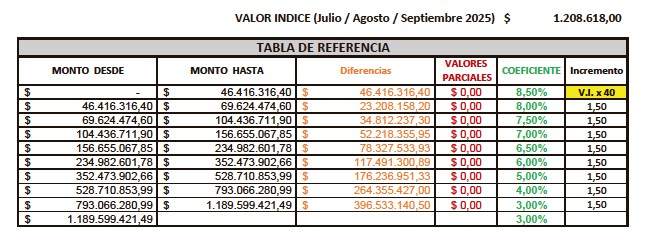 VALOR INDICE (Julio / Agosto / Septiembre 2025) $ 1.208.618,00
TABLA DE REFERENCIA
MONTO DESDE MONTO HASTA Diferencias VALORES PARCIALES COEFICIENTE Incremento
$ - $ 46.416.316,40 $ 46.416.316,40 $ 0,00 8,50% V.I. x 40
$ 46.416.316,40 $ 69.624.474,60 $ 23.208.158,20 $ 0,00 8,00% 1,50
$ 69.624.474,60 $ 104.436.711,90 $ 34.812.237,30 $ 0,00 7,50% 1,50
$ 104.436.711,90 $ 156.655.067,85 $ 52.218.355,95 $ 0,00 7,00% 1,50
$ 156.655.067,85 $ 234.982.601,78 $ 78.327.533,93 $ 0,00 6,50% 1,50
$ 234.982.601,78 $ 352.473.902,66 $ 117.491.300,89 $ 0,00 6,00% 1,50
$ 352.473.902,66 $ 528.710.853,99 $ 176.236.951,33 $ 0,00 5,00% 1,50
$ 528.710.853,99 $ 793.066.280,99 $ 264.355.427,00 $ 0,00 4,00% 1,50
$ 793.066.280,99 $ 1.189.599.421,49 $ 396.533.140,50 $ 0,00 3,00% 1,50
$ 1.189.599.421,49 3,00%